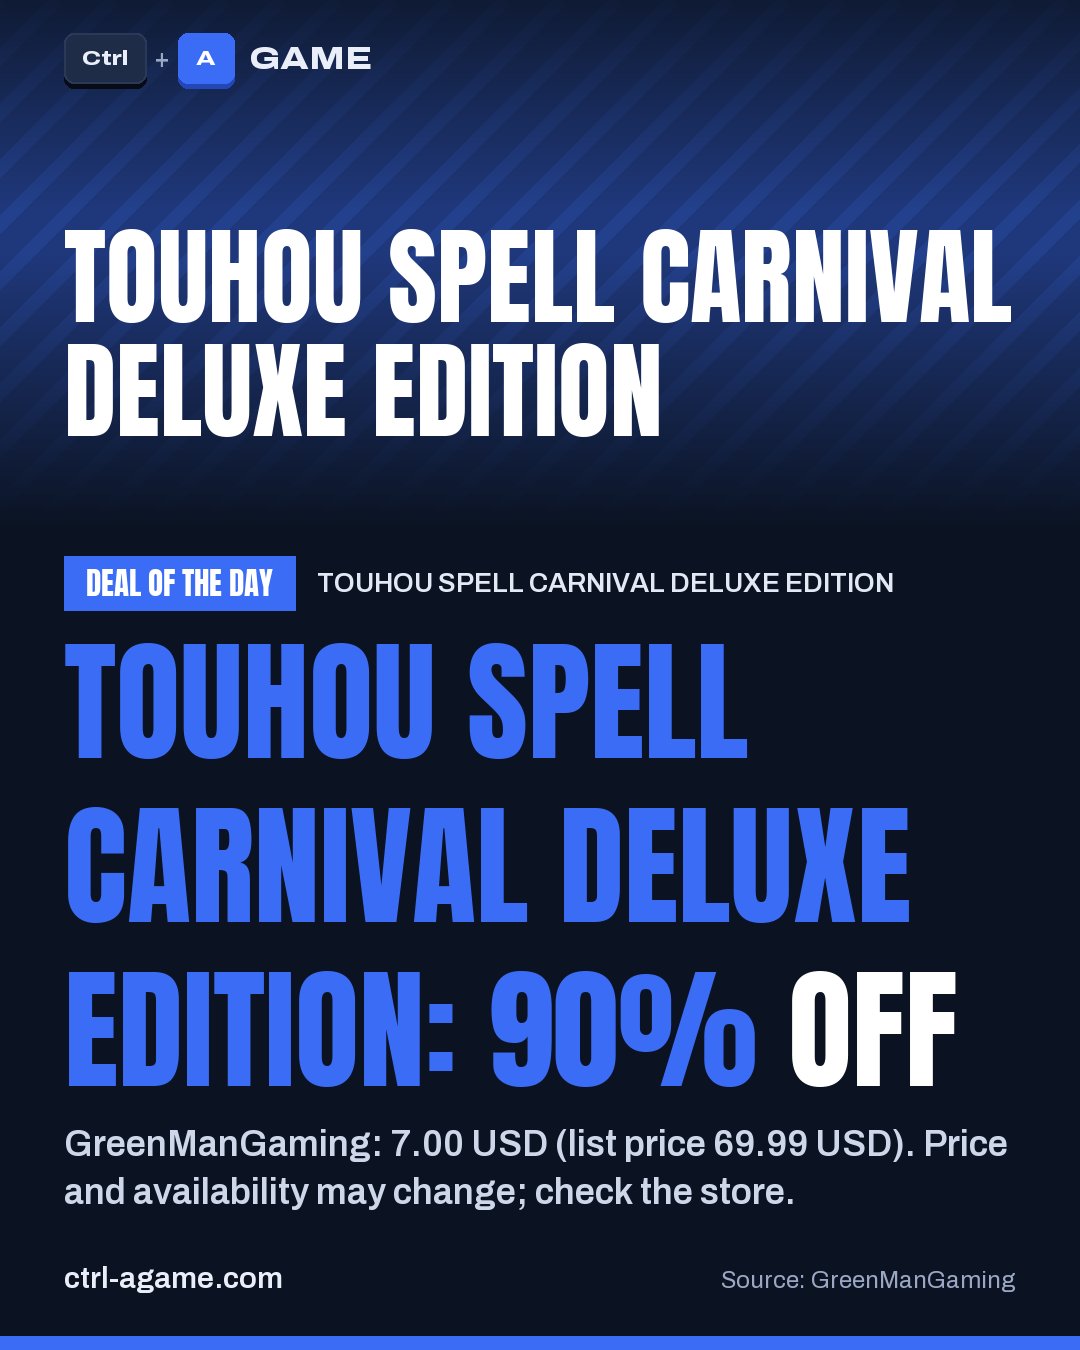 Ctrl + A GAME
TOUHOU SPELL CARNIVAL
DELUXE EDITION
DEAL OF THE DAY TOUHOU SPELL CARNIVAL DELUXE EDITION
TOUHOU SPELL
CARNIVAL DELUXE
EDITION: 90% OFF
GreenManGaming: 7.00 USD (list price 69.99 USD). Price
and availability may change; check the store.
ctrl-agame.com Source: GreenManGaming